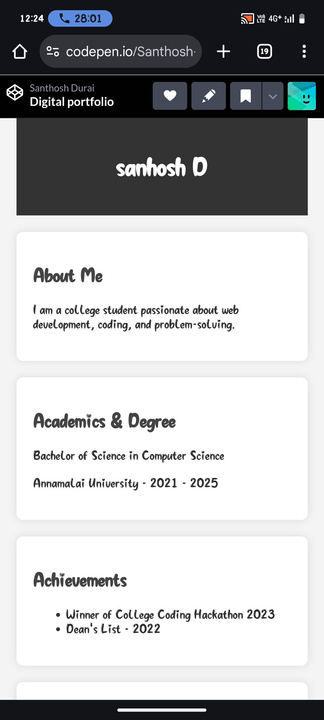 12:24 28:01 VoLTE 4G+
codepen.io/Santhosh- 19
Santhosh Durai
Digital portfolio
sanhosh D
About Me
I am a college student passionate about web
development, coding, and problem-solving.
Academics & Degree
Bachelor of Science in Computer Science
Annamalai University - 2021 - 2025
Achievements
• Winner of College Coding Hackathon 2023
• Dean's List - 2022